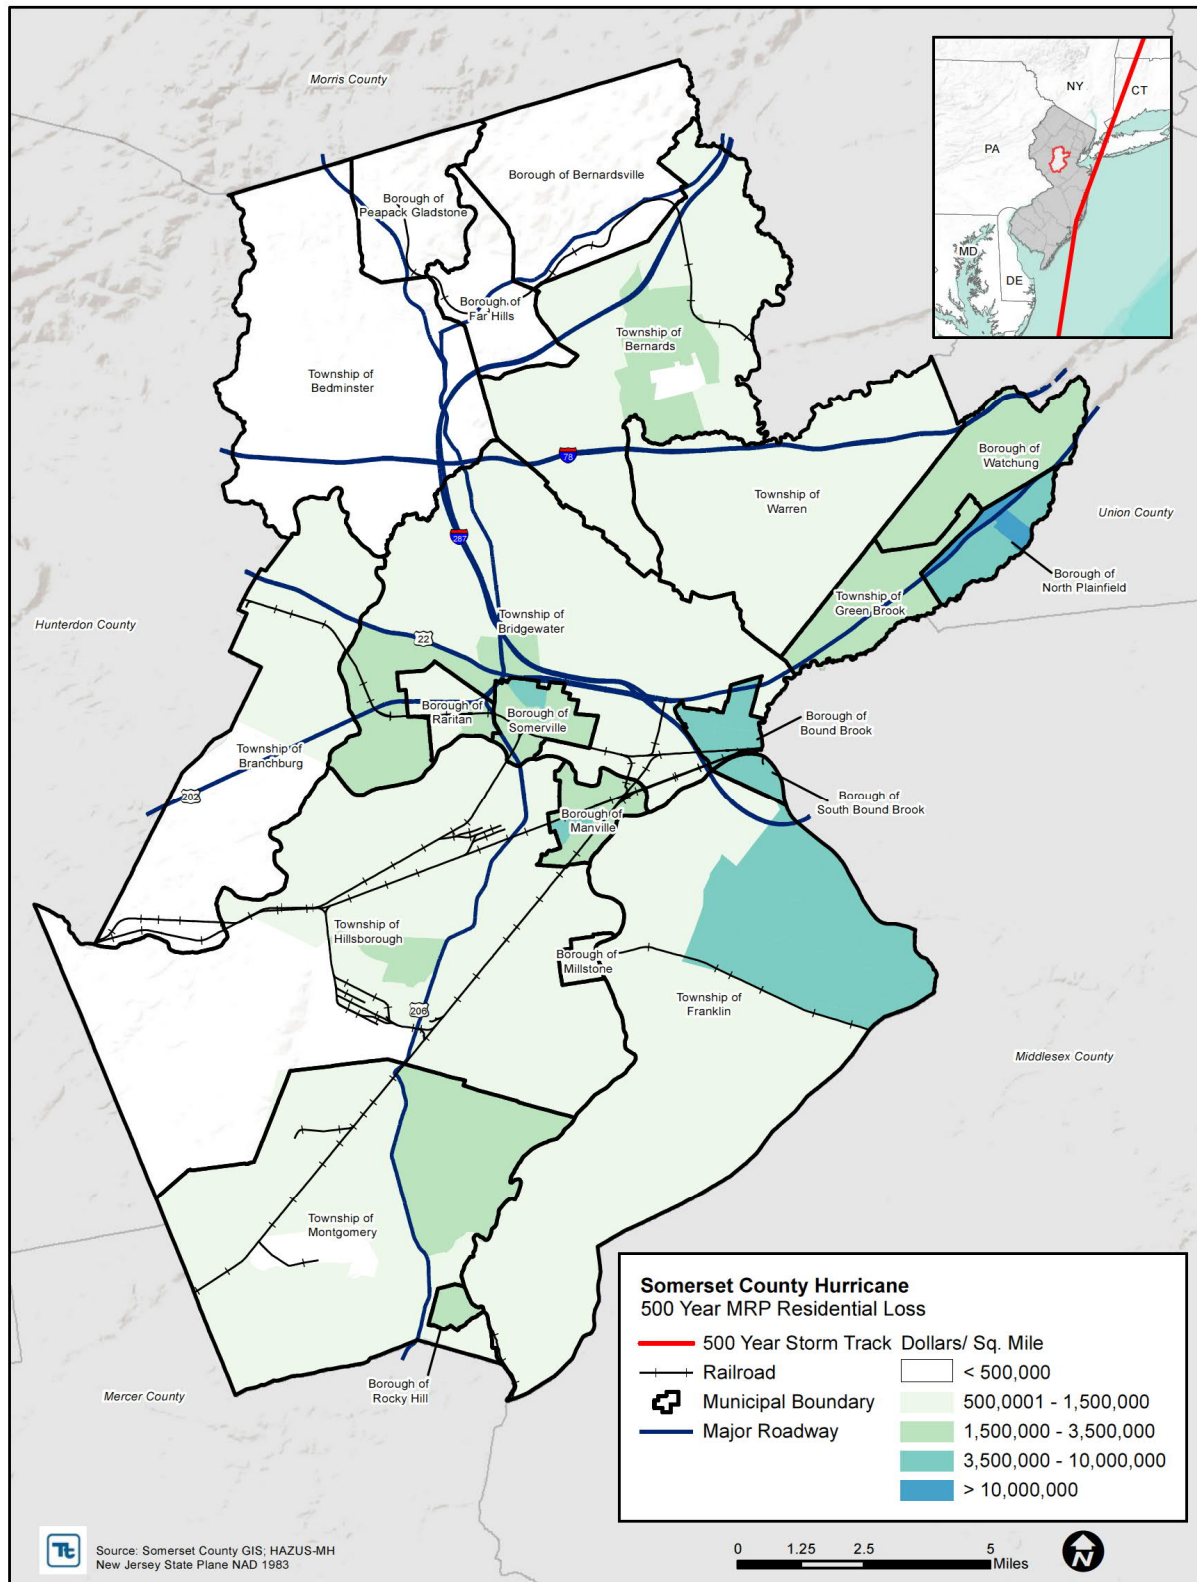 Morris County
NY
CT
PA
MD
DE
Borough of Bernardsville
Borough of
Peapack Gladstone
Borough of
Far Hills
Township of
Bernards
Township of
Bedminster
Borough of
Watchung
78
Township of
Warren
Union County
287
Borough of
North Plainfield
Township of
Green Brook
Hunterdon County
Township of
Bridgewater
22
Borough of
Raritan
Borough of
Somerville
Borough of
Bound Brook
Township of
Branchburg
202
Borough of
South Bound Brook
Borough of
Manville
Township of
Hillsborough
Borough of
Millstone
Township of
Franklin
206
Middlesex County
Township of
Montgomery
Borough of
Rocky Hill
Mercer County
Somerset County Hurricane
500 Year MRP Residential Loss
500 Year Storm Track
Railroad
Municipal Boundary
Major Roadway
Dollars/ Sq. Mile
< 500,000
500,0001 - 1,500,000
1,500,000 - 3,500,000
3,500,000 - 10,000,000
> 10,000,000
Tt
Source: Somerset County GIS; HAZUS-MH
New Jersey State Plane NAD 1983
0 1.25 2.5 5
Miles
N